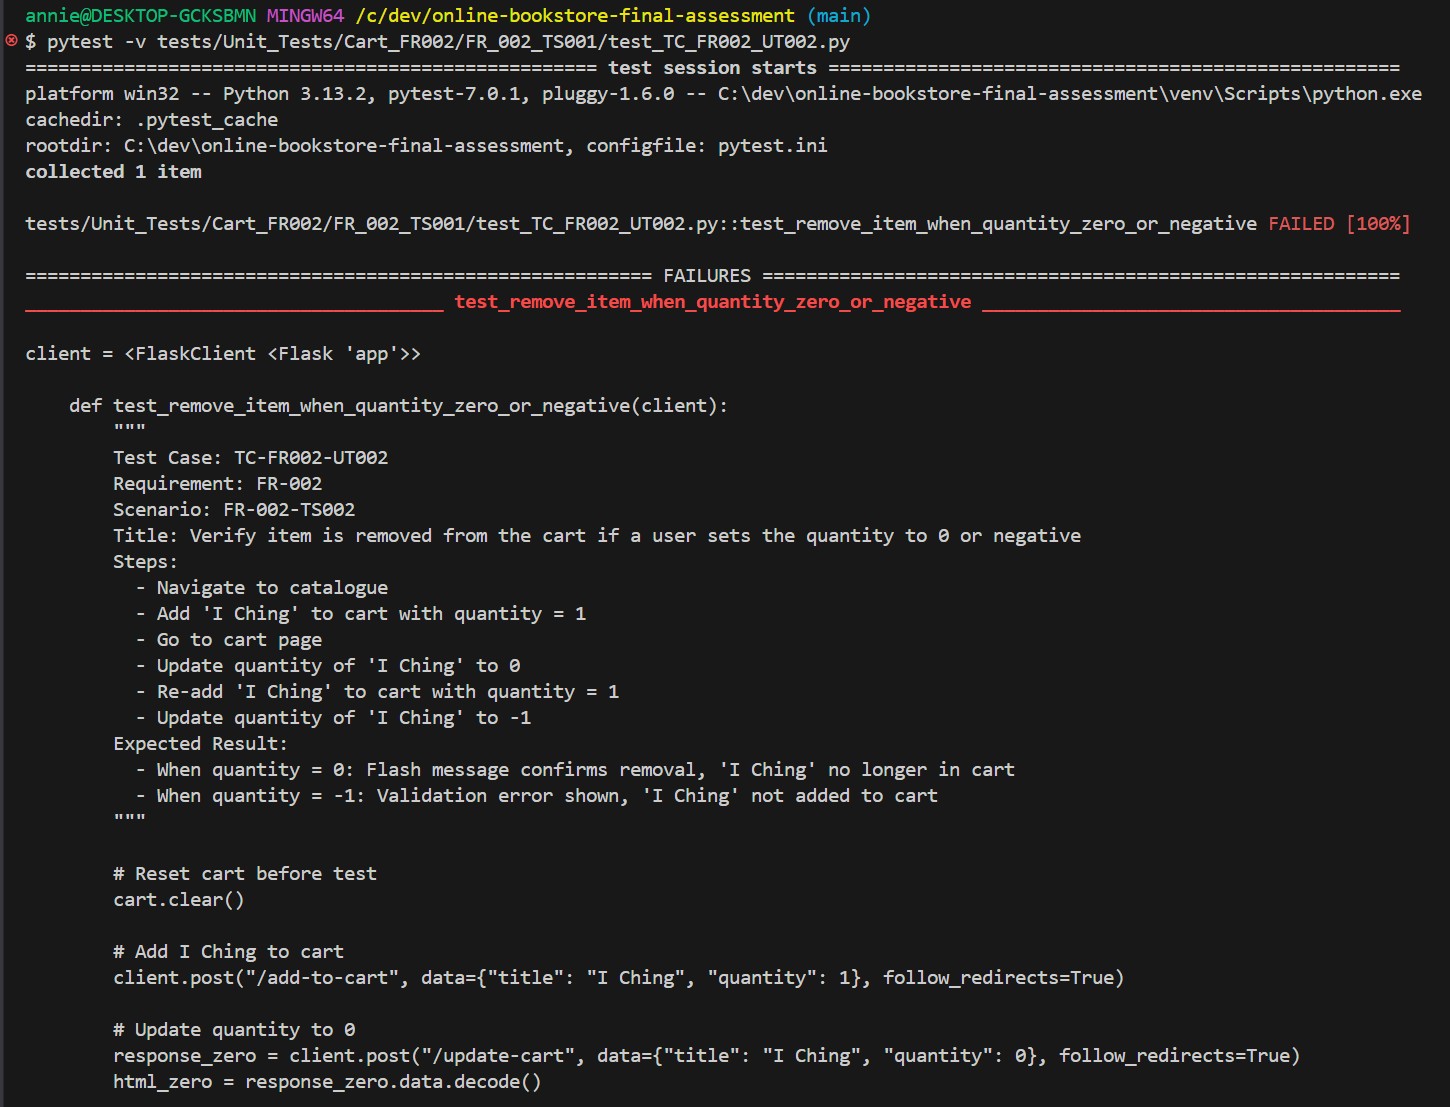 annie@DESKTOP-GCKSBMN MINGW64 /c/dev/online-bookstore-final-assessment (main)
$ pytest -v tests/Unit_Tests/Cart_FR002/FR_002_TS001/test_TC_FR002_UT002.py
==================================================== test session starts ====================================================
platform win32 -- Python 3.13.2, pytest-7.0.1, pluggy-1.6.0 -- C:\dev\online-bookstore-final-assessment\venv\Scripts\python.exe
cachedir: .pytest_cache
rootdir: C:\dev\online-bookstore-final-assessment, configfile: pytest.ini
collected 1 item

tests/Unit_Tests/Cart_FR002/FR_002_TS001/test_TC_FR002_UT002.py::test_remove_item_when_quantity_zero_or_negative FAILED [100%]

========================================================= FAILURES ==========================================================
______________________________________ test_remove_item_when_quantity_zero_or_negative ______________________________________

client = <FlaskClient <Flask 'app'>>

    def test_remove_item_when_quantity_zero_or_negative(client):
        """
        Test Case: TC-FR002-UT002
        Requirement: FR-002
        Scenario: FR-002-TS002
        Title: Verify item is removed from the cart if a user sets the quantity to 0 or negative
        Steps:
          - Navigate to catalogue
          - Add 'I Ching' to cart with quantity = 1
          - Go to cart page
          - Update quantity of 'I Ching' to 0
          - Re-add 'I Ching' to cart with quantity = 1
          - Update quantity of 'I Ching' to -1
        Expected Result:
          - When quantity = 0: Flash message confirms removal, 'I Ching' no longer in cart
          - When quantity = -1: Validation error shown, 'I Ching' not added to cart
        """

        # Reset cart before test
        cart.clear()

        # Add I Ching to cart
        client.post("/add-to-cart", data={"title": "I Ching", "quantity": 1}, follow_redirects=True)

        # Update quantity to 0
        response_zero = client.post("/update-cart", data={"title": "I Ching", "quantity": 0}, follow_redirects=True)
        html_zero = response_zero.data.decode()